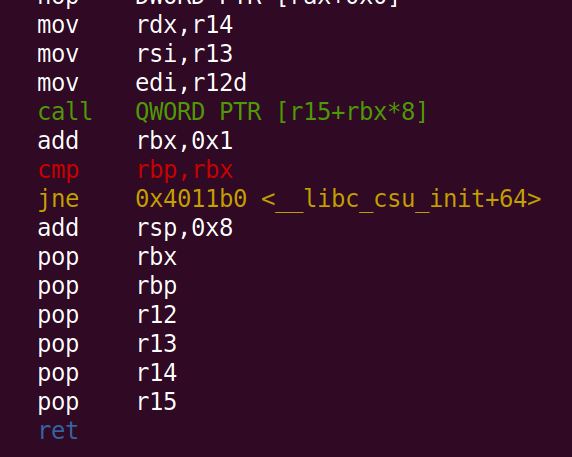 mov rdx,r14
mov rsi,r13
mov edi,r12d
call QWORD PTR [r15+rbx*8]
add rbx,0x1
cmp rbp,rbx
jne 0x4011b0 <__libc_csu_init+64>
add rsp,0x8
pop rbx
pop rbp
pop r12
pop r13
pop r14
pop r15
ret